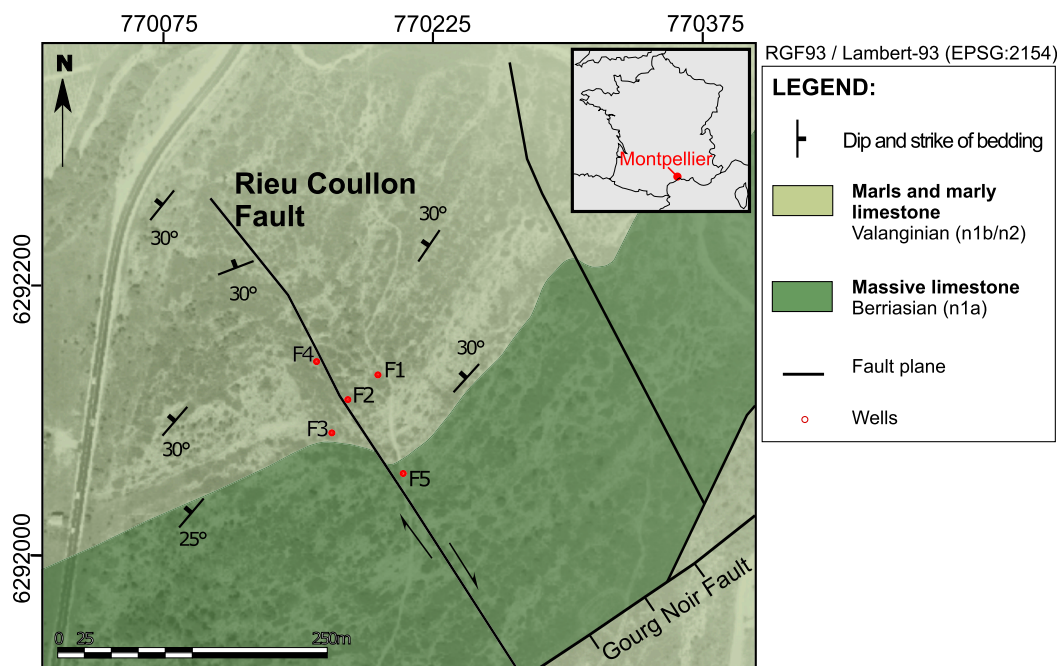 770075
770225
770375
RGF93 / Lambert-93 (EPSG:2154)
N
Montpellier
LEGEND:
Dip and strike of bedding
Marls and marly
limestone
Valanginian (n1b/n2)
Massive limestone
Berriasian (n1a)
Fault plane
Wells
Rieu Coullon
Fault
30°
30°
30°
30°
30°
25°
6292200
6292000
F4
F1
F2
F3
F5
Gourg Noir Fault
0 25 250m